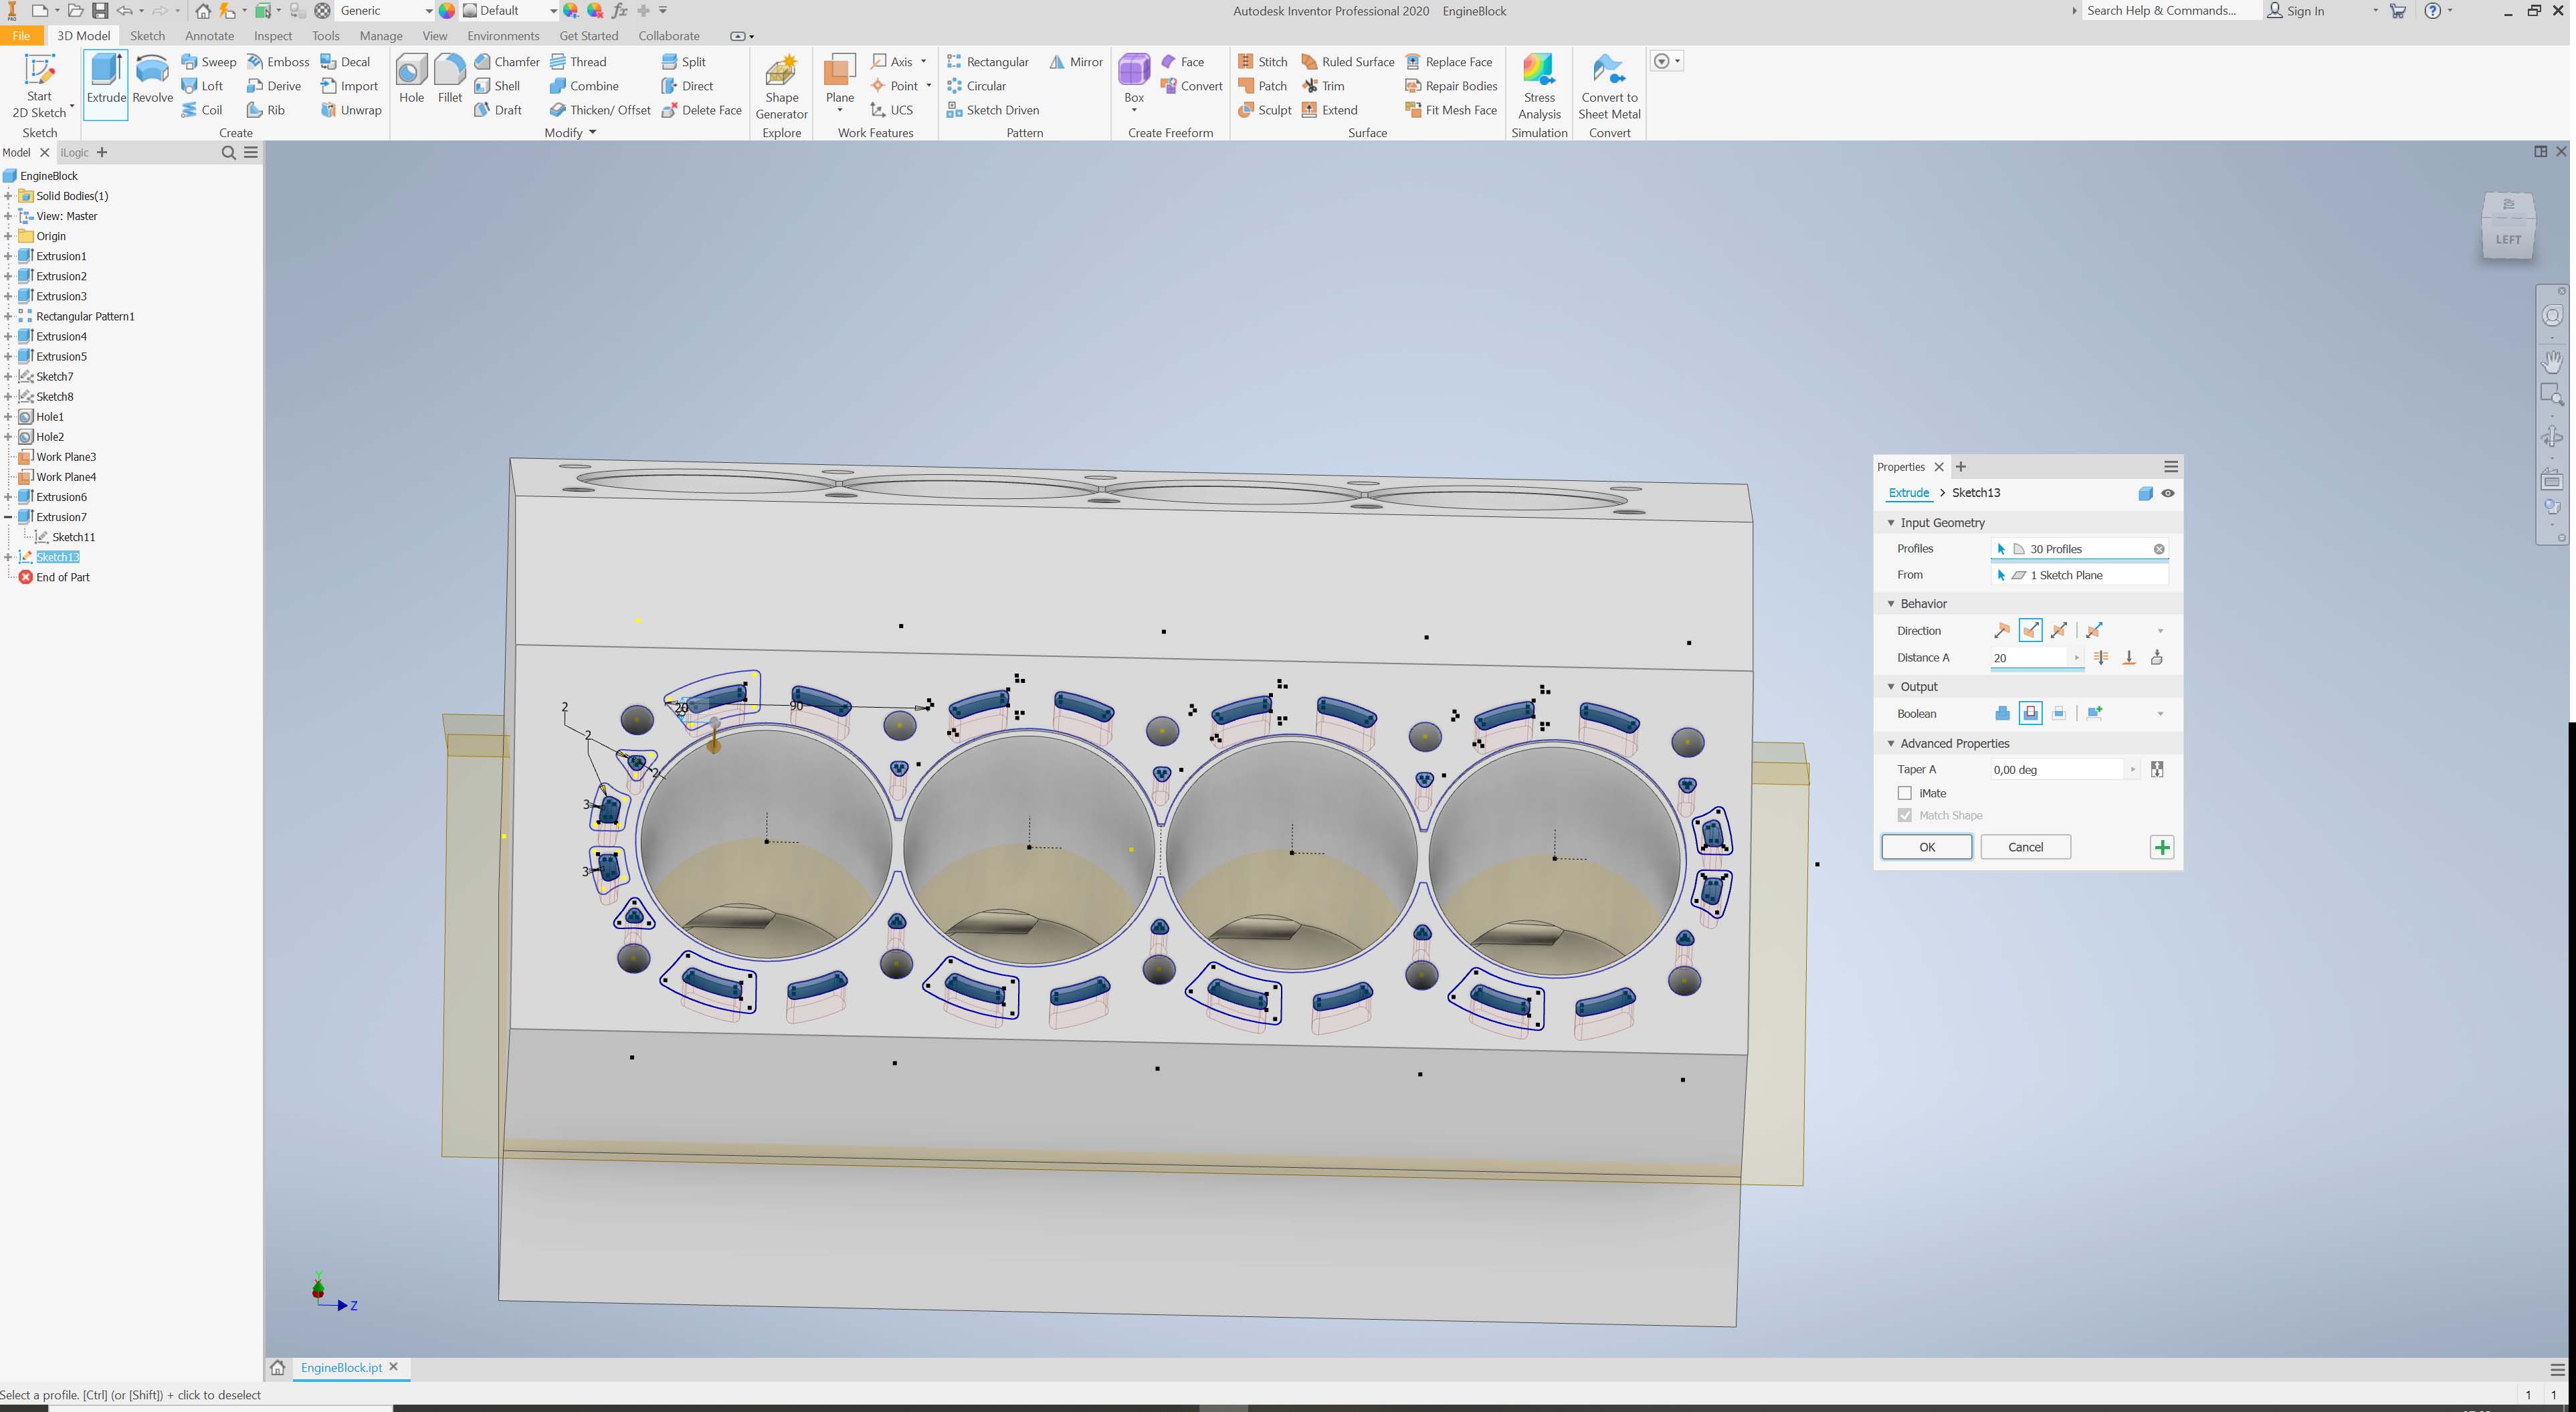 Generic
Default
fx
Autodesk Inventor Professional 2020 EngineBlock
Search Help & Commands...
Sign In
File
3D Model
Sketch
Annotate
Inspect
Tools
Manage
View
Environments
Get Started
Collaborate
Start
2D Sketch
Extrude
Revolve
Sweep
Loft
Coil
Emboss
Derive
Rib
Decal
Import
Unwrap
Hole
Fillet
Chamfer
Shell
Draft
Thread
Combine
Thicken/ Offset
Split
Direct
Delete Face
Shape
Generator
Plane
Axis
Point
UCS
Rectangular
Circular
Sketch Driven
Mirror
Box
Face
Convert
Stitch
Patch
Sculpt
Ruled Surface
Trim
Extend
Replace Face
Repair Bodies
Fit Mesh Face
Stress
Analysis
Convert to
Sheet Metal
Sketch
Create
Modify
Explore
Work Features
Pattern
Create Freeform
Surface
Simulation
Convert
Model
iLogic
EngineBlock
Solid Bodies(1)
View: Master
Origin
Extrusion1
Extrusion2
Extrusion3
Rectangular Pattern1
Extrusion4
Extrusion5
Sketch7
Sketch8
Hole1
Hole2
Work Plane3
Work Plane4
Extrusion6
Extrusion7
Sketch11
Sketch13
End of Part
LEFT
2
2
2
3
3
90
Y
Z
Properties
Extrude > Sketch13
Input Geometry
Profiles
30 Profiles
From
1 Sketch Plane
Behavior
Direction
Distance A
20
Output
Boolean
Advanced Properties
Taper A
0,00 deg
iMate
Match Shape
OK
Cancel
EngineBlock.ipt
Select a profile. [Ctrl] (or [Shift]) + click to deselect
1
1